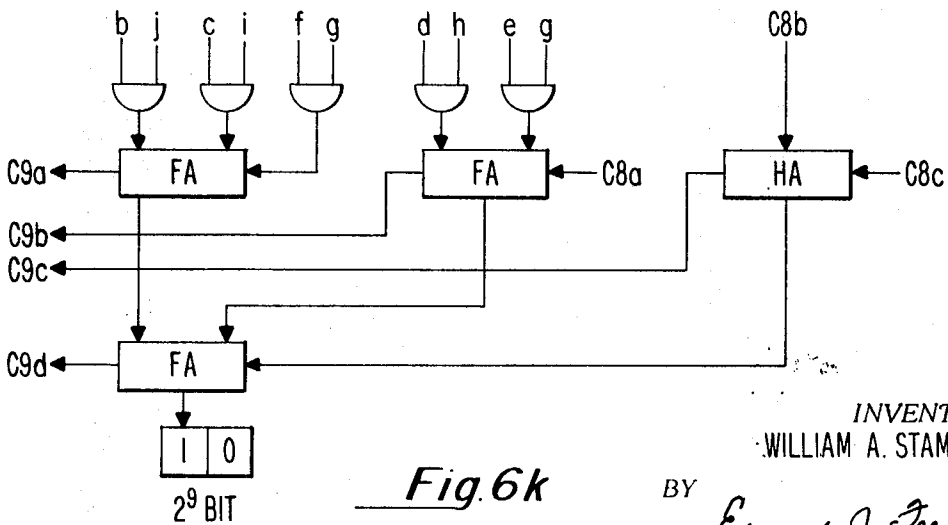 b j c i f g d h e g C8b
C9a FA FA C8a HA C8c
C9b
C9c
C9d FA
1 0
2⁹ BIT
Fig. 6k
INVENT
WILLIAM A. STAM
BY